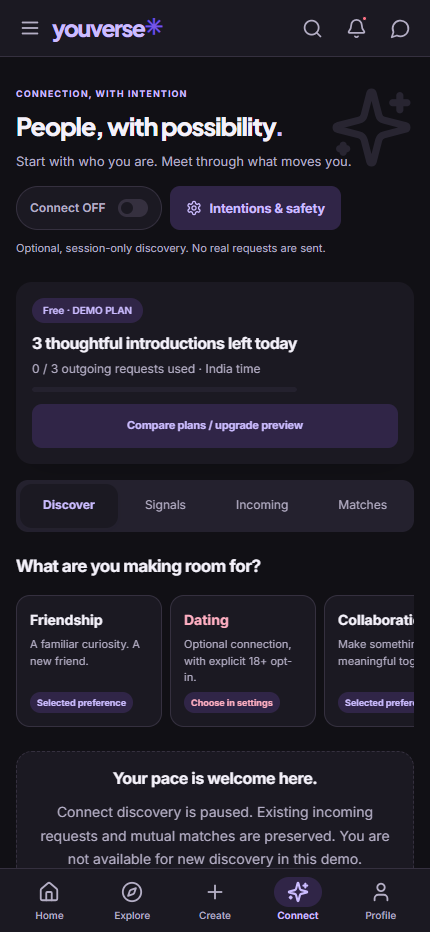 youverse
CONNECTION, WITH INTENTION
People, with possibility.
Start with who you are. Meet through what moves you.
Connect OFF
Intentions & safety
Optional, session-only discovery. No real requests are sent.
Free · DEMO PLAN
3 thoughtful introductions left today
0 / 3 outgoing requests used · India time
Compare plans / upgrade preview
Discover
Signals
Incoming
Matches
What are you making room for?
Friendship
A familiar curiosity. A
new friend.
Selected preference
Dating
Optional connection,
with explicit 18+ opt-
in.
Choose in settings
Collaborati
Make somethin
meaningful tog
Selected prefere
Your pace is welcome here.
Connect discovery is paused. Existing incoming
requests and mutual matches are preserved. You are
not available for new discovery in this demo.
Home
Explore
Create
Connect
Profile